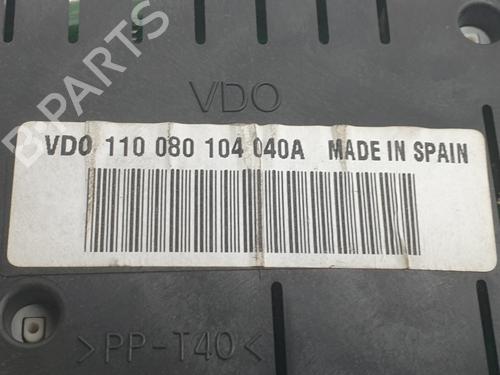 B-PARTS
VDO
VDO 110 080 104 040A MADE IN SPAIN
>PP-T40<